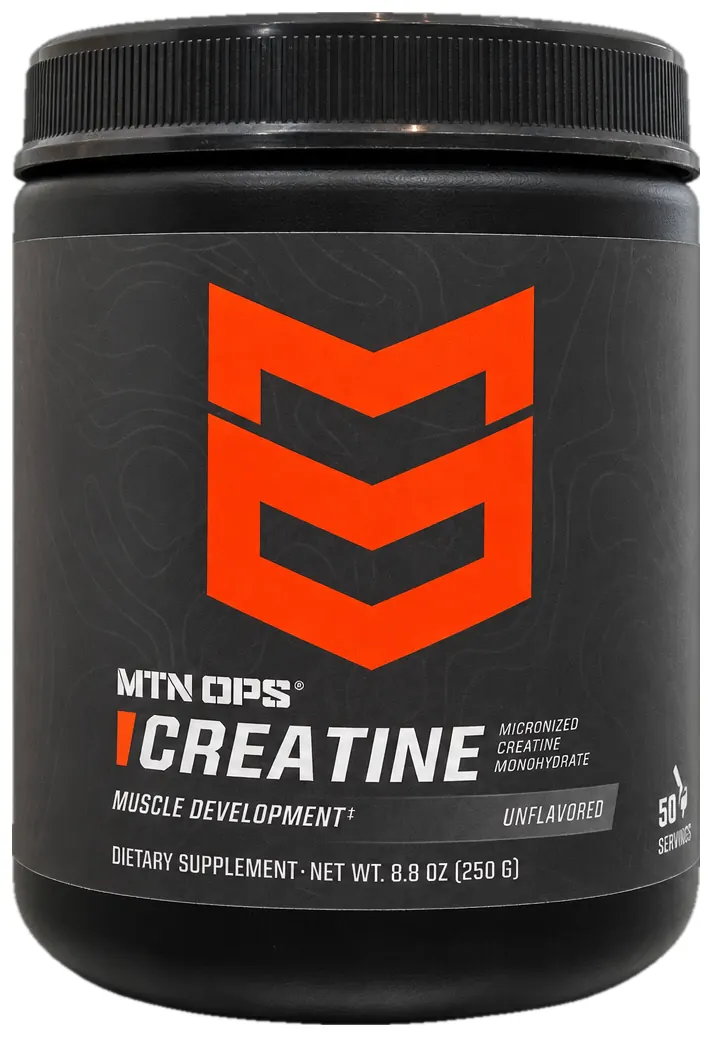 MTN OPS®
CREATINE
MICRONIZED
CREATINE
MONOHYDRATE
MUSCLE DEVELOPMENT‡
UNFLAVORED
50
SERVINGS
DIETARY SUPPLEMENT · NET WT. 8.8 OZ (250 G)